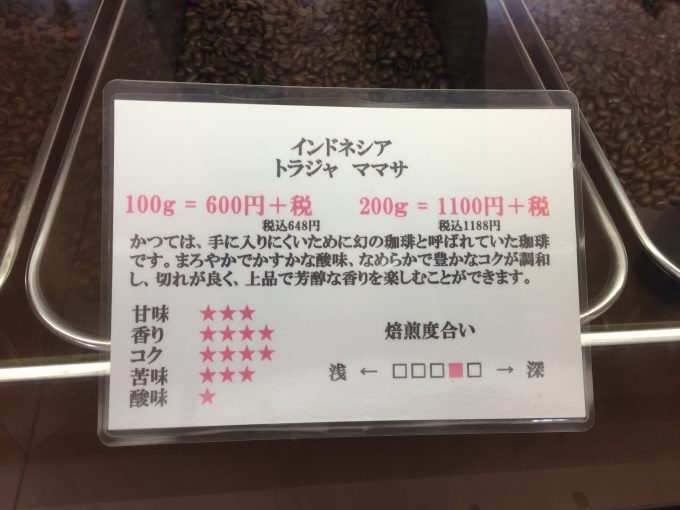 インドネシア
トラジャ ママサ
100g = 600円＋税 200g = 1100円＋税
税込648円 税込1188円
かつては、手に入りにくいために幻の珈琲と呼ばれていた珈琲
です。まろやかでかすかな酸味、なめらかで豊かなコクが調和
し、切れが良く、上品で芳醇な香りを楽しむことができます。
甘味 ★★★
香り ★★★★
コク ★★★★
苦味 ★★★
酸味 ★
焙煎度合い
浅 ← □□□■□ → 深